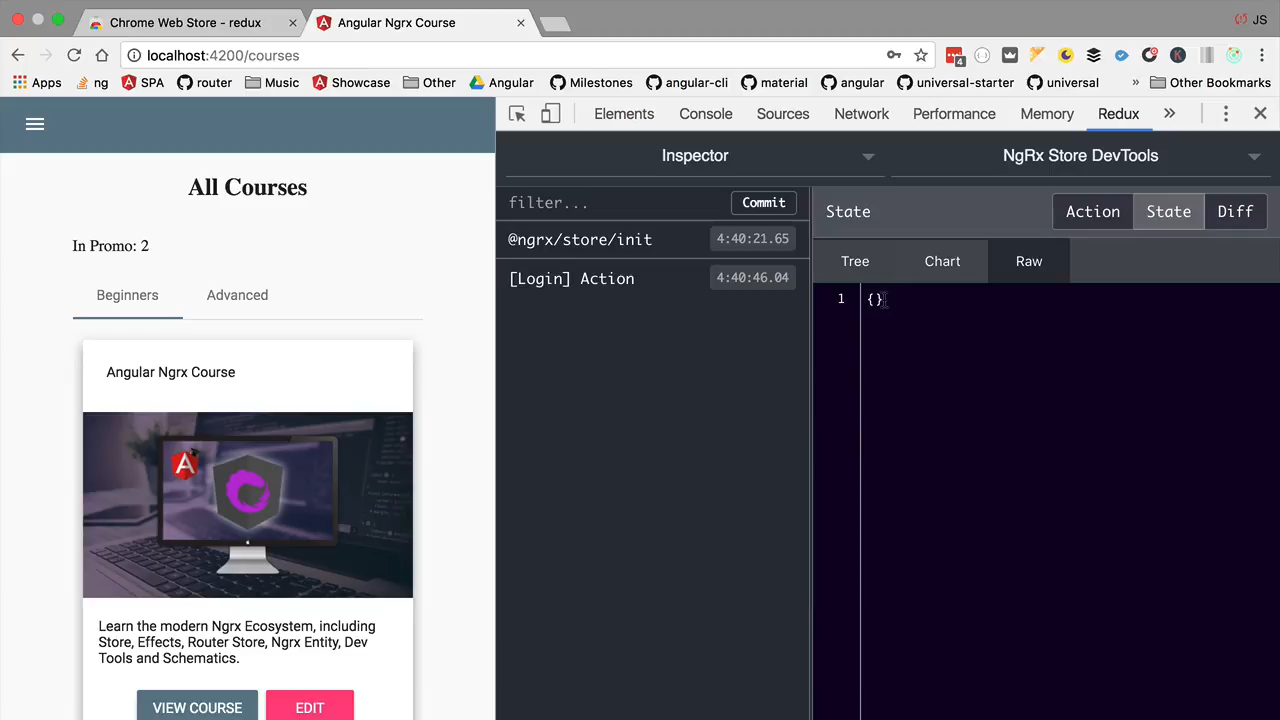 Chrome Web Store - redux
Angular Ngrx Course
JS
localhost:4200/courses
4
Apps
ng
SPA
router
Music
Showcase
Other
Angular
Milestones
angular-cli
material
angular
universal-starter
universal
»
Other Bookmarks
Elements
Console
Sources
Network
Performance
Memory
Redux
»
Inspector
NgRx Store DevTools
filter...
Commit
@ngrx/store/init
4:40:21.65
[Login] Action
4:40:46.04
State
Action
State
Diff
Tree
Chart
Raw
1
{}
All Courses
In Promo: 2
Beginners
Advanced
Angular Ngrx Course
Learn the modern Ngrx Ecosystem, including
Store, Effects, Router Store, Ngrx Entity, Dev
Tools and Schematics.
VIEW COURSE
EDIT